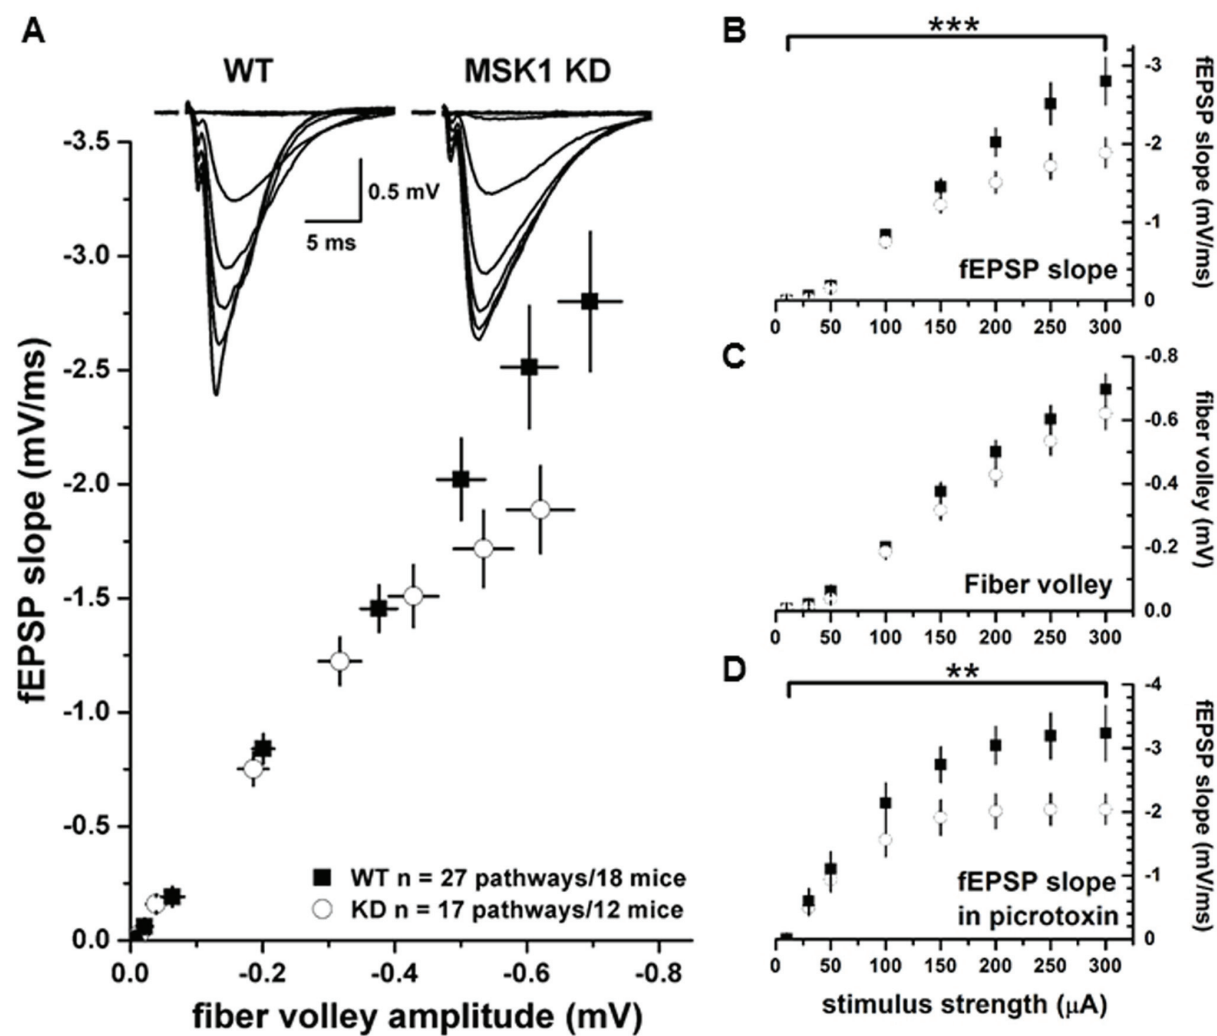 A
WT
MSK1 KD
0.5 mV
5 ms
-3.5
-3.0
-2.5
-2.0
-1.5
-1.0
-0.5
0.0
fEPSP slope (mV/ms)
WT n = 27 pathways/18 mice
KD n = 17 pathways/12 mice
0.0 -0.2 -0.4 -0.6 -0.8
fiber volley amplitude (mV)
B
***
-3
-2
-1
0
fEPSP slope (mV/ms)
fEPSP slope
0 50 100 150 200 250 300
C
-0.8
-0.6
-0.4
-0.2
0.0
fiber volley (mV)
Fiber volley
0 50 100 150 200 250 300
D
**
-4
-3
-2
-1
0
fEPSP slope (mV/ms)
fEPSP slope
in picrotoxin
0 50 100 150 200 250 300
stimulus strength (µA)